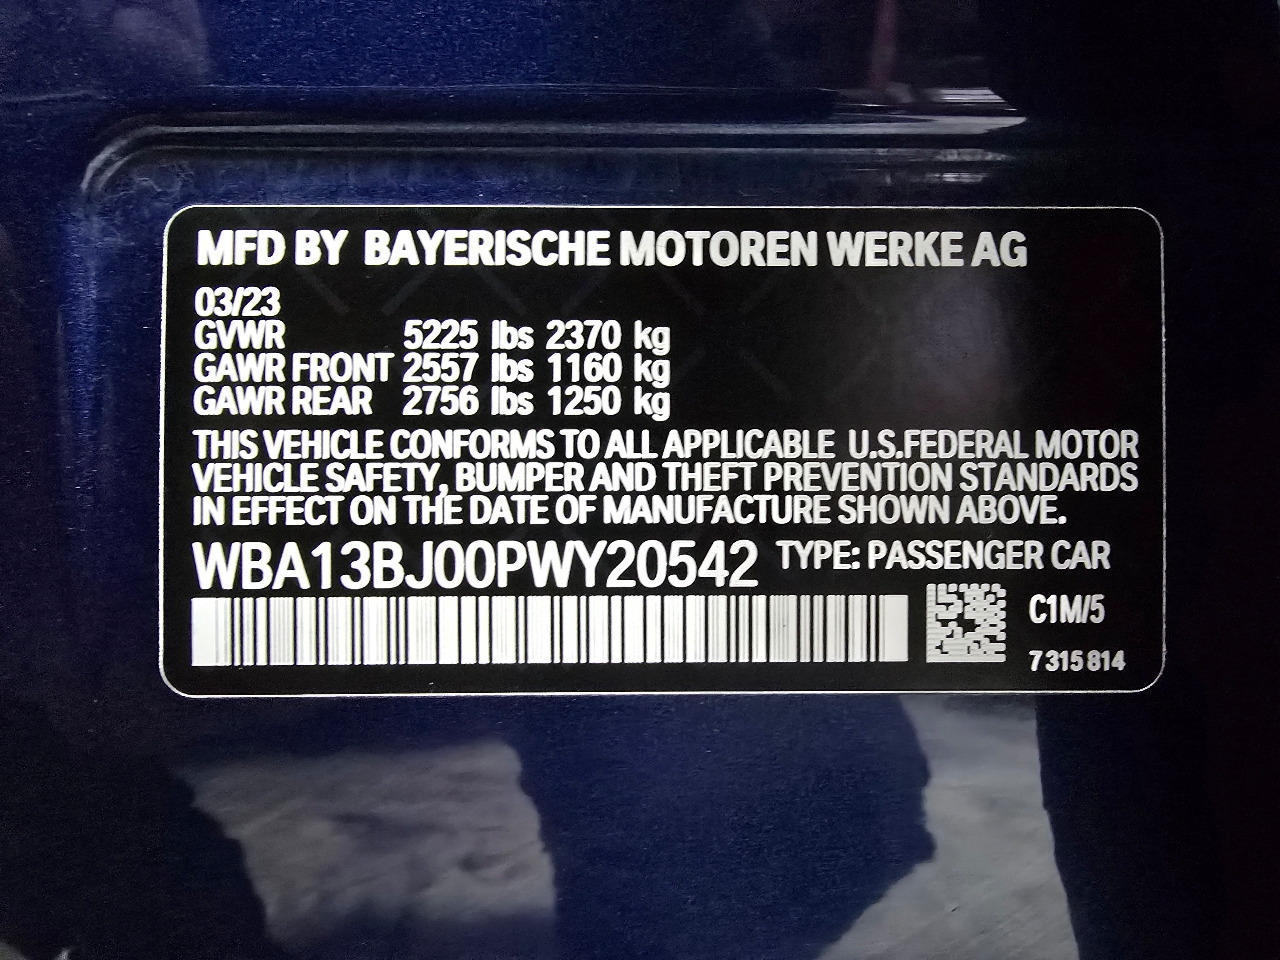 MFD BY BAYERISCHE MOTOREN WERKE AG
03/23
GVWR 5225 lbs 2370 kg
GAWR FRONT 2557 lbs 1160 kg
GAWR REAR 2756 lbs 1250 kg
THIS VEHICLE CONFORMS TO ALL APPLICABLE U.S.FEDERAL MOTOR
VEHICLE SAFETY, BUMPER AND THEFT PREVENTION STANDARDS
IN EFFECT ON THE DATE OF MANUFACTURE SHOWN ABOVE.
WBA13BJ00PWY20542 TYPE: PASSENGER CAR
C1M/5
7 315 814